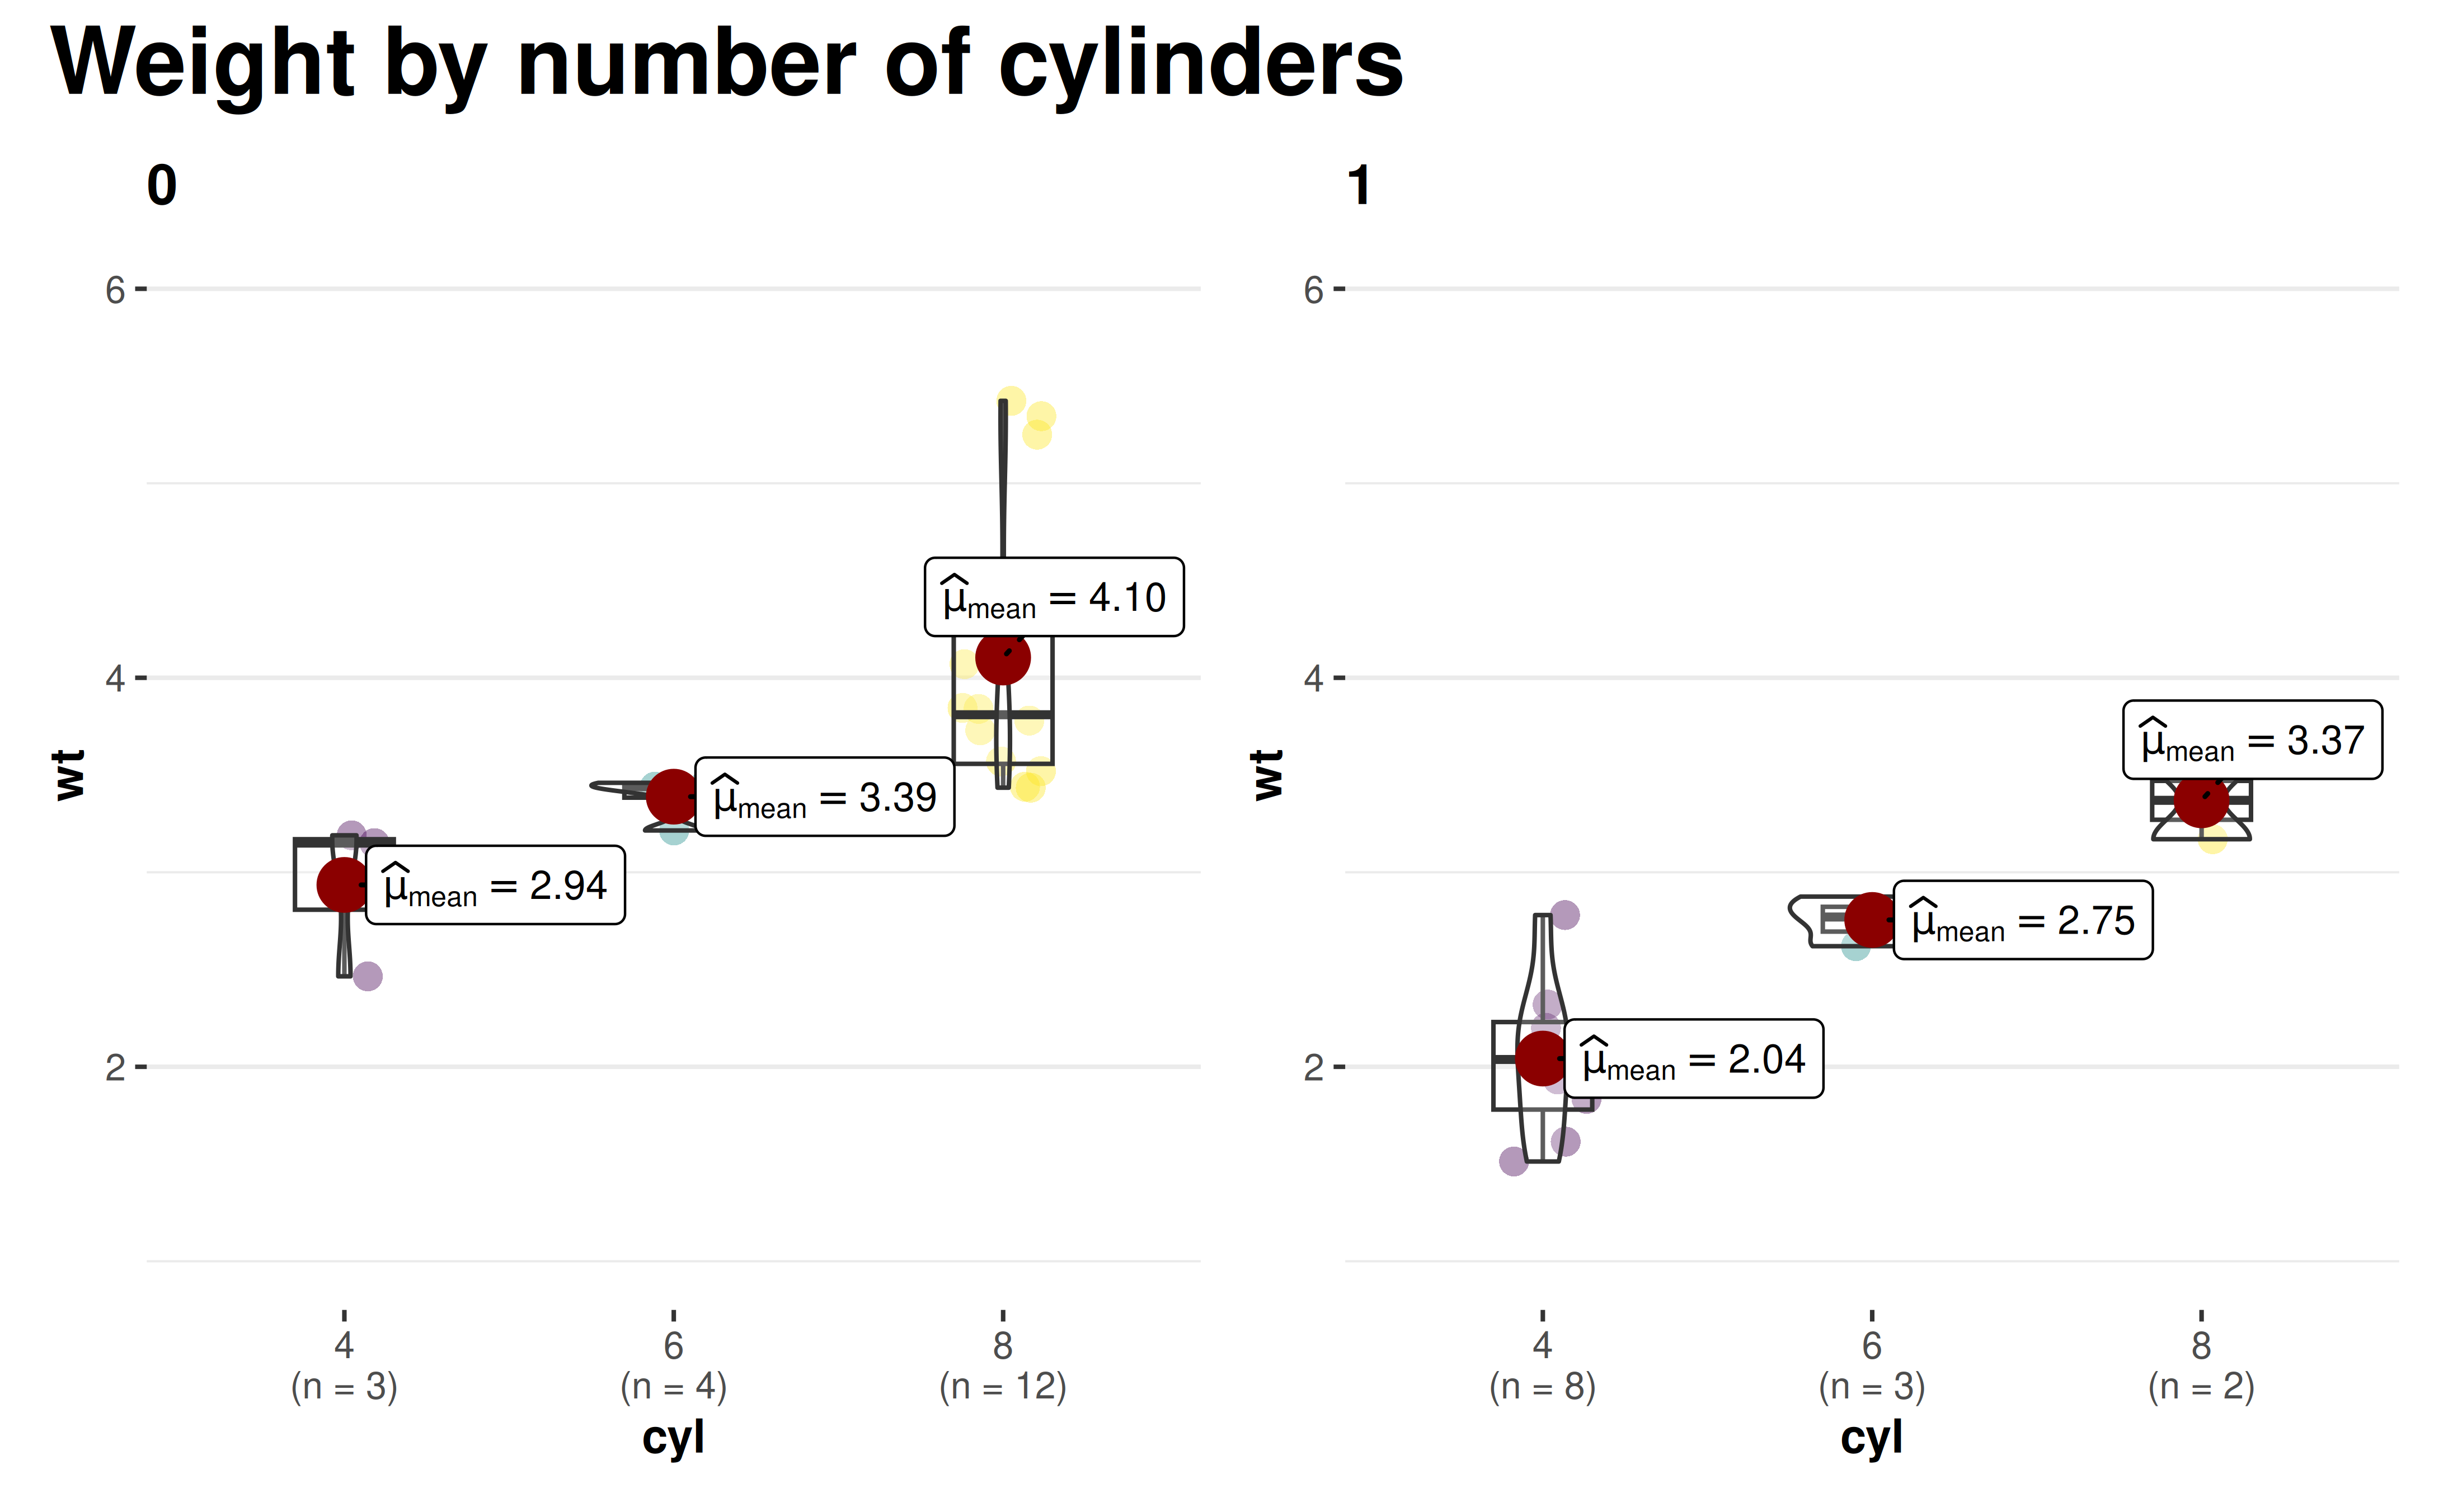 Weight by number of cylinders
0
6
4
2
wt
μ̂mean = 2.94
μ̂mean = 3.39
μ̂mean = 4.10
4
(n = 3)
6
(n = 4)
8
(n = 12)
cyl
1
6
4
2
wt
μ̂mean = 2.04
μ̂mean = 2.75
μ̂mean = 3.37
4
(n = 8)
6
(n = 3)
8
(n = 2)
cyl